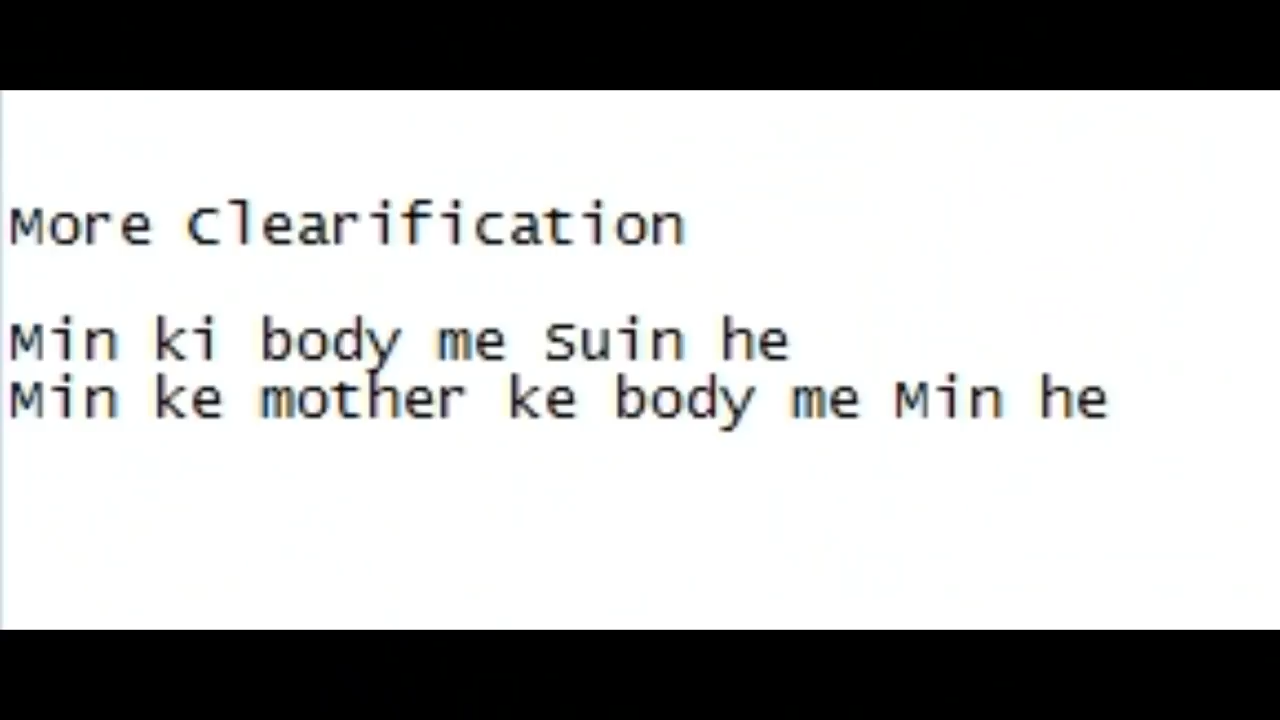 More Clearification
Min ki body me Suin he
Min ke mother ke body me Min he